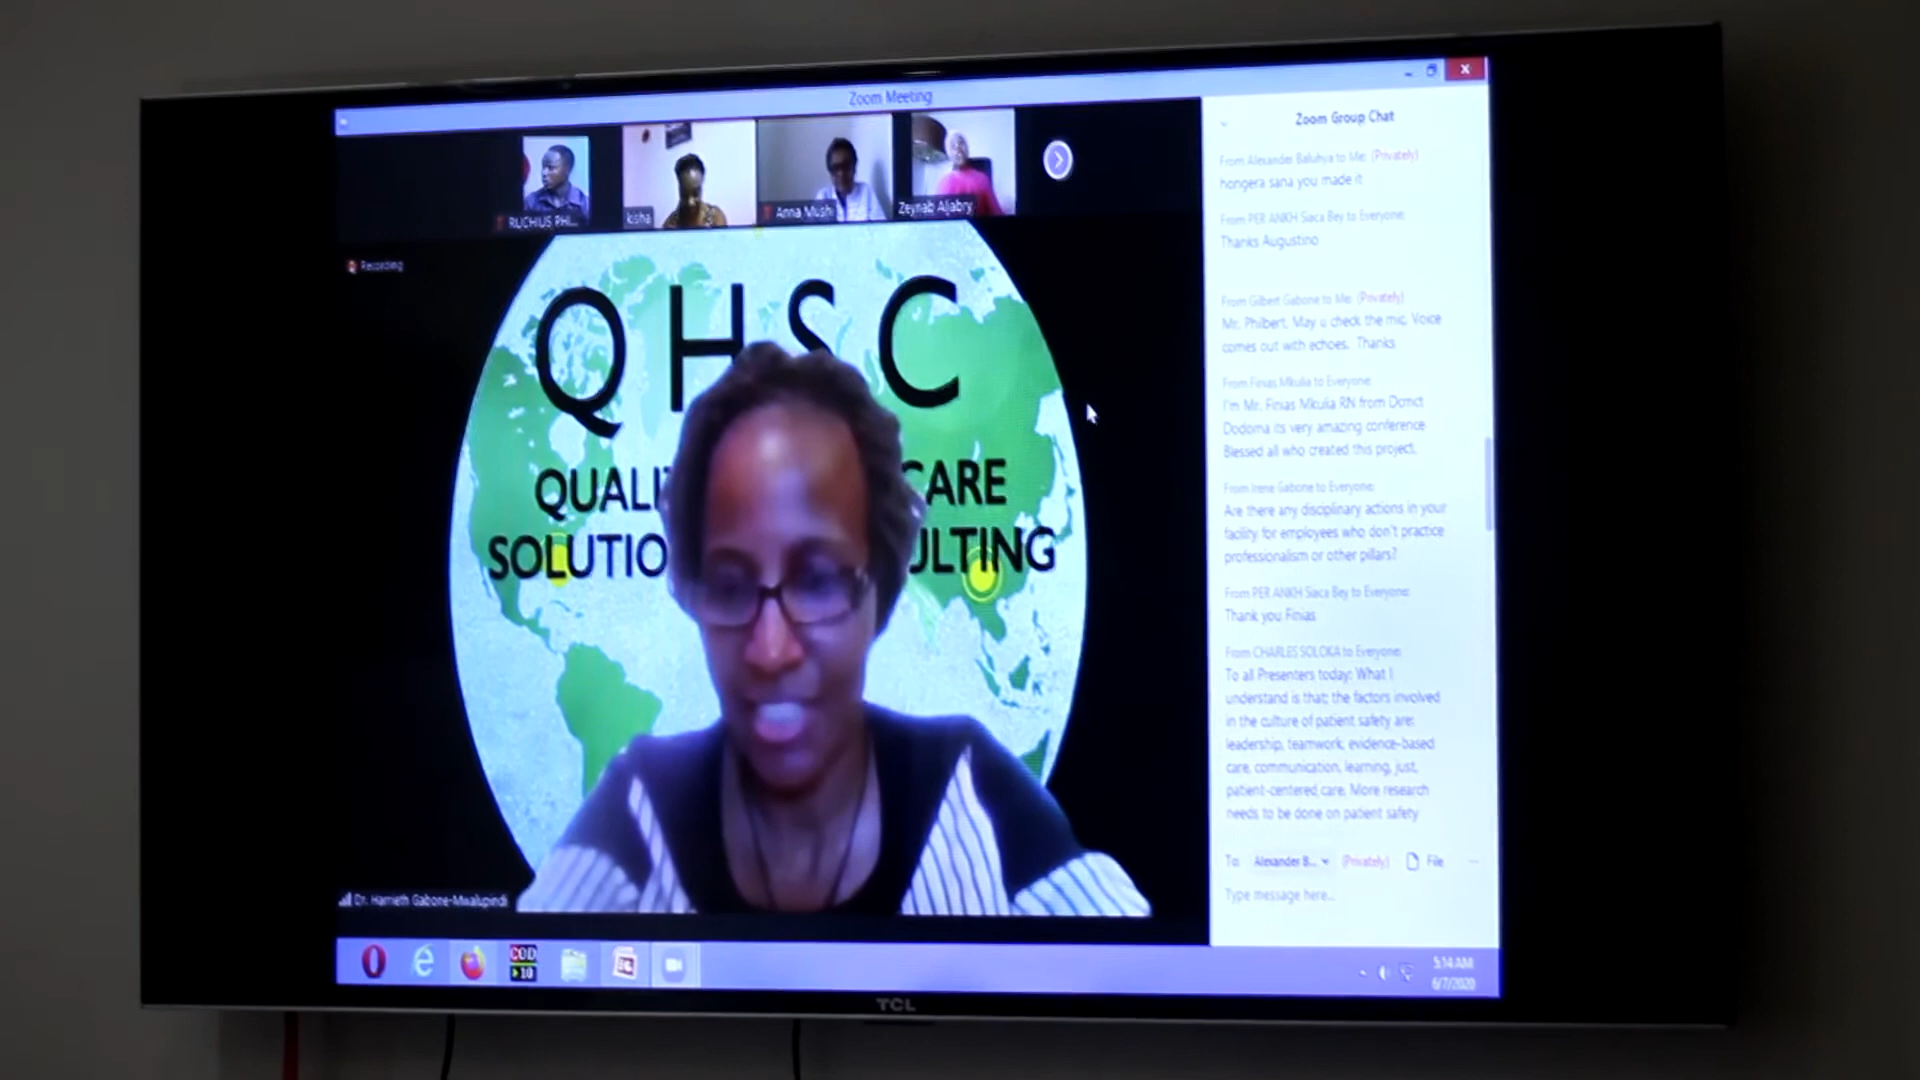 Zoom Meeting
RUCHIUS PHI...
kisha
Anna Mushi
Zeynab Aljabry
Recording
QHSC
QUALI CARE
SOLUTIO ULTING
Dr. Harrieth Gabone-Mwalupindi
Zoom Group Chat
From Alexander Baluhya to Me: (Privately)
hongera sana you made it
From PER ANKH Siaca Bey to Everyone:
Thanks Augustino
From Gilbert Gabone to Me: (Privately)
Mr. Philbert, May u check the mic, Voice
comes out with echoes, Thanks
From Finias Mkulia to Everyone:
I'm Mr. Finias Mkulia RN from Dcmct
Dodoma its very amazing conference
Blessed all who created this project,
From Irene Gabone to Everyone:
Are there any disciplinary actions in your
facility for employees who don't practice
professionalism or other pillars?
From PER ANKH Siaca Bey to Everyone:
Thank you Finias
From CHARLES SOLOKA to Everyone:
To all Presenters today: What I
understand is that; the factors involved
in the culture of patient safety are:
leadership, teamwork, evidence-based
care, communication, learning, just,
patient-centered care, More research
needs to be done on patient safety
To: Alexander B... (Privately) File
Type message here...
COD
10
5:14 AM
6/7/2020
TCL